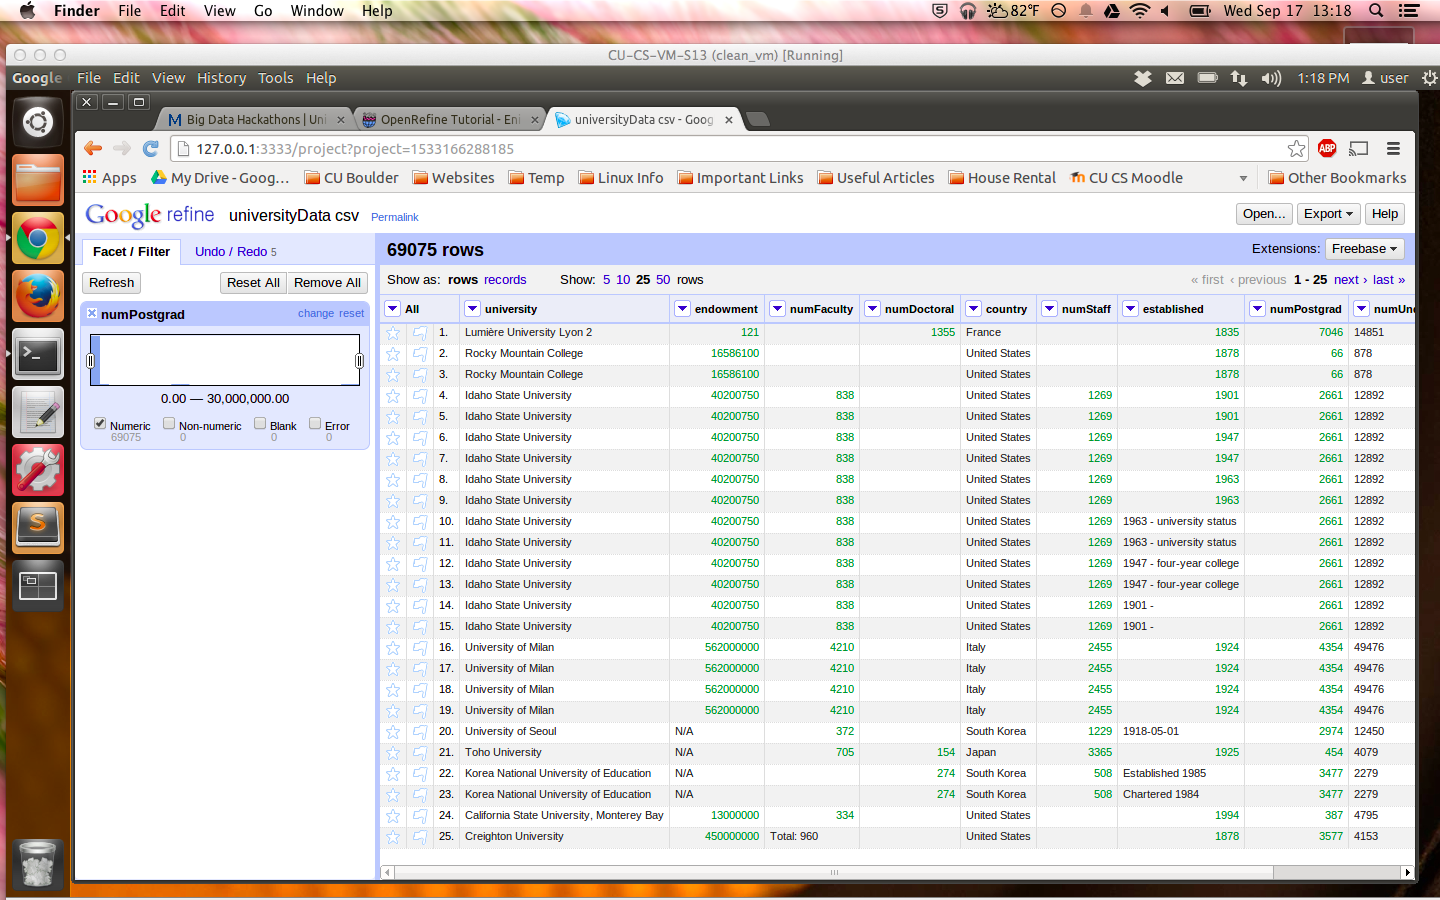 Finder File Edit View Go Window Help 82°F Wed Sep 17 13:18
CU-CS-VM-S13 (clean_vm) [Running]
Google File Edit View History Tools Help 1:18 PM user
Big Data Hackathons | Uni OpenRefine Tutorial - Eni universityData csv - Goog
127.0.0.1:3333/project?project=1533166288185 ABP
Apps My Drive - Goog... CU Boulder Websites Temp Linux Info Important Links Useful Articles House Rental CU CS Moodle Other Bookmarks
Google refine universityData csv Permalink Open... Export Help
Facet / Filter Undo / Redo 5 69075 rows Extensions: Freebase
Refresh Reset All Remove All Show as: rows records Show: 5 10 25 50 rows « first ‹ previous 1 - 25 next › last »
numPostgrad change reset
0.00 — 30,000,000.00
Numeric Non-numeric Blank Error
69075 0 0 0
All university endowment numFaculty numDoctoral country numStaff established numPostgrad numUnd
1. Lumière University Lyon 2 121 1355 France 1835 7046 14851
2. Rocky Mountain College 16586100 United States 1878 66 878
3. Rocky Mountain College 16586100 United States 1878 66 878
4. Idaho State University 40200750 838 United States 1269 1901 2661 12892
5. Idaho State University 40200750 838 United States 1269 1901 2661 12892
6. Idaho State University 40200750 838 United States 1269 1947 2661 12892
7. Idaho State University 40200750 838 United States 1269 1947 2661 12892
8. Idaho State University 40200750 838 United States 1269 1963 2661 12892
9. Idaho State University 40200750 838 United States 1269 1963 2661 12892
10. Idaho State University 40200750 838 United States 1269 1963 - university status 2661 12892
11. Idaho State University 40200750 838 United States 1269 1963 - university status 2661 12892
12. Idaho State University 40200750 838 United States 1269 1947 - four-year college 2661 12892
13. Idaho State University 40200750 838 United States 1269 1947 - four-year college 2661 12892
14. Idaho State University 40200750 838 United States 1269 1901 - 2661 12892
15. Idaho State University 40200750 838 United States 1269 1901 - 2661 12892
16. University of Milan 562000000 4210 Italy 2455 1924 4354 49476
17. University of Milan 562000000 4210 Italy 2455 1924 4354 49476
18. University of Milan 562000000 4210 Italy 2455 1924 4354 49476
19. University of Milan 562000000 4210 Italy 2455 1924 4354 49476
20. University of Seoul N/A 372 South Korea 1229 1918-05-01 2974 12450
21. Toho University N/A 705 154 Japan 3365 1925 454 4079
22. Korea National University of Education N/A 274 South Korea 508 Established 1985 3477 2279
23. Korea National University of Education N/A 274 South Korea 508 Chartered 1984 3477 2279
24. California State University, Monterey Bay 13000000 334 United States 1994 387 4795
25. Creighton University 450000000 Total: 960 United States 1878 3577 4153